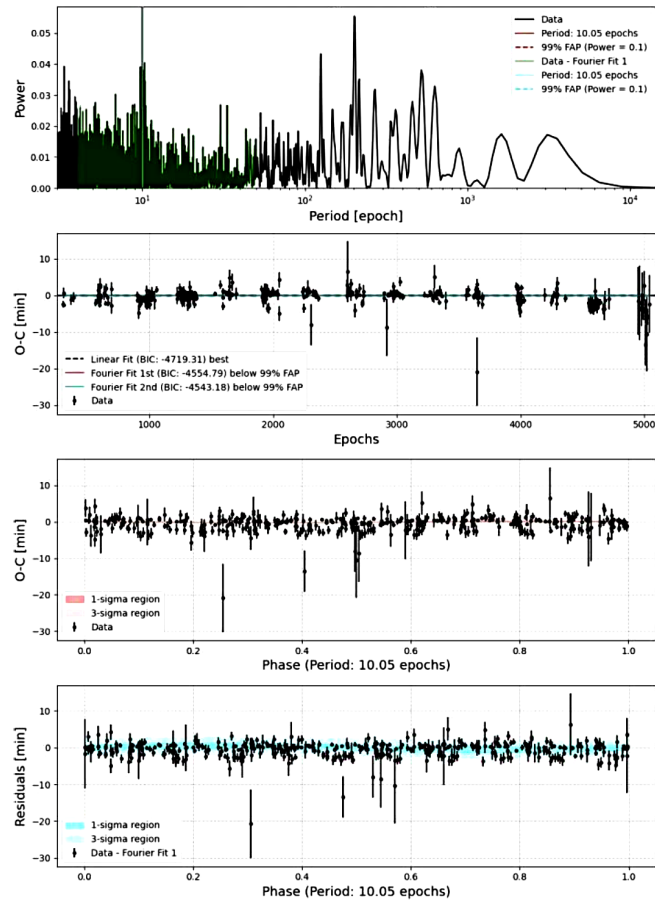 0.05
0.04
0.03
0.02
0.01
0.00
Power
Data
Period: 10.05 epochs
99% FAP (Power = 0.1)
Data - Fourier Fit 1
Period: 10.05 epochs
99% FAP (Power = 0.1)
10¹ 10² 10³ 10⁴
Period [epoch]
10
0
−10
−20
−30
O-C [min]
Linear Fit (BIC: -4719.31) best
Fourier Fit 1st (BIC: -4554.79) below 99% FAP
Fourier Fit 2nd (BIC: -4543.18) below 99% FAP
Data
1000 2000 3000 4000 5000
Epochs
10
0
−10
−20
−30
O-C [min]
1-sigma region
3-sigma region
Data
0.0 0.2 0.4 0.6 0.8 1.0
Phase (Period: 10.05 epochs)
10
0
−10
−20
−30
Residuals [min]
1-sigma region
3-sigma region
Data - Fourier Fit 1
0.0 0.2 0.4 0.6 0.8 1.0
Phase (Period: 10.05 epochs)